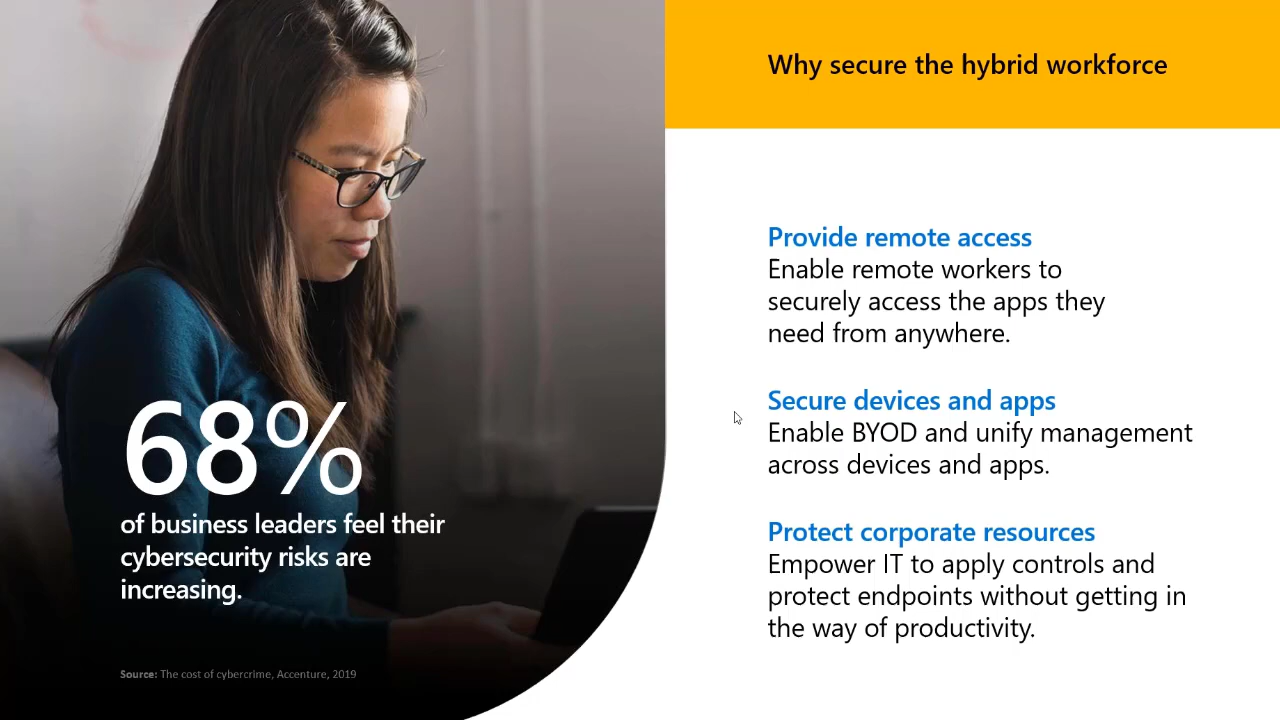 Why secure the hybrid workforce
Provide remote access
Enable remote workers to
securely access the apps they
need from anywhere.
Secure devices and apps
Enable BYOD and unify management
across devices and apps.
Protect corporate resources
Empower IT to apply controls and
protect endpoints without getting in
the way of productivity.
68%
of business leaders feel their
cybersecurity risks are
increasing.
Source: The cost of cybercrime, Accenture, 2019